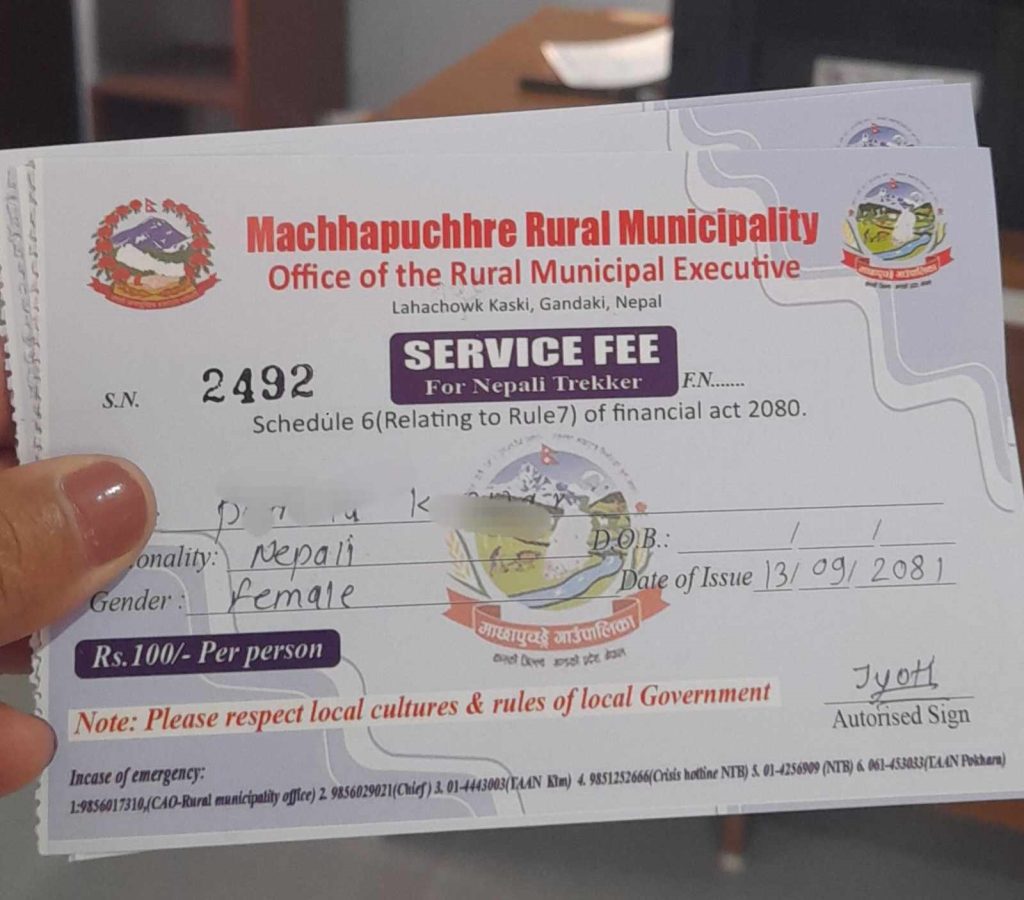 Machhapuchhre Rural Municipality
Office of the Rural Municipal Executive
Lahachowk Kaski, Gandaki, Nepal
SERVICE FEE
For Nepali Trekker
S.N. 2492 F.N.......
Schedule 6(Relating to Rule7) of financial act 2080.
onality: Nepali D.O.B.: / /
Gender : female Date of Issue 13/09/2081
माछापुच्छ्रे गाउँपालिका
Rs.100/- Per person
Jyoti
Autorised Sign
Note: Please respect local cultures & rules of local Government
Incase of emergency:
1:9856017310,(CAO-Rural municipality office) 2. 9856029021(Chief) 3. 01-4443003(TAAN Ktm) 4. 9851252666(Crisis hotline NTB) 5. 01-4256909 (NTB) 6. 061-453033(TAAN Pokhara)